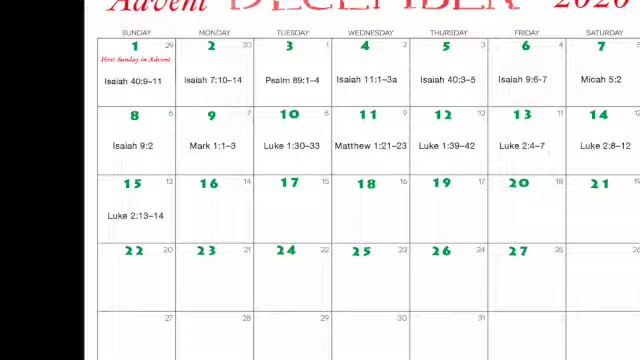 Advent DECEMBER 2020
SUNDAY MONDAY TUESDAY WEDNESDAY THURSDAY FRIDAY SATURDAY
1 29 2 30 3 1 4 2 5 3 6 4 7 5
First Sunday in Advent
Isaiah 40:9-11 Isaiah 7:10-14 Psalm 89:1-4 Isaiah 11:1-3a Isaiah 40:3-5 Isaiah 9:6-7 Micah 5:2
8 6 9 7 10 8 11 9 12 10 13 11 14 12
Isaiah 9:2 Mark 1:1-3 Luke 1:30-33 Matthew 1:21-23 Luke 1:39-42 Luke 2:4-7 Luke 2:8-12
15 13 16 14 17 15 18 16 19 17 20 18 21 19
Luke 2:13-14
22 20 23 21 24 22 25 23 26 24 27 25 26
27 28 29 30 31